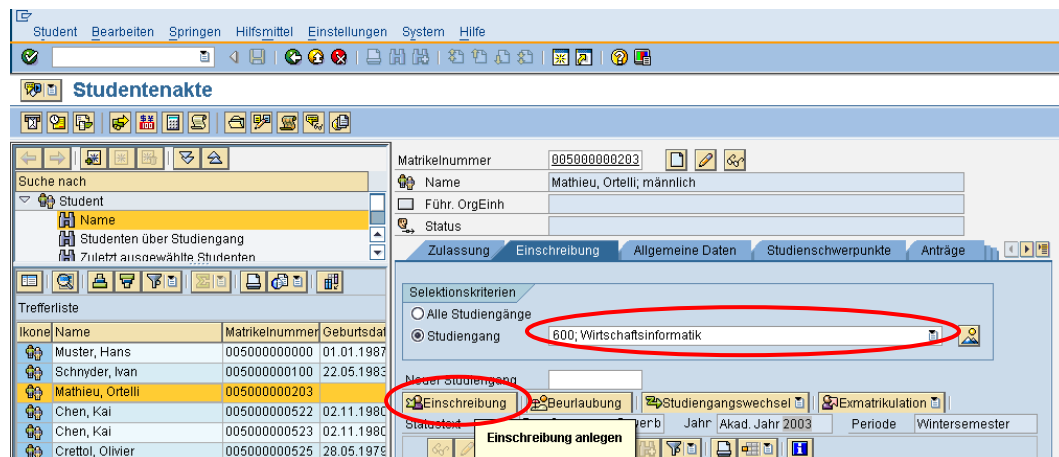 Student Bearbeiten Springen Hilfsmittel Einstellungen System Hilfe
Studentenakte
Suche nach
Student
Name
Studenten über Studiengang
Zuletzt ausgewählte Studenten
Trefferliste
Ikone Name Matrikelnummer Geburtsdat
Muster, Hans 005000000000 01.01.1987
Schnyder, Ivan 005000000100 22.05.1983
Mathieu, Ortelli 005000000203
Chen, Kai 005000000522 02.11.1980
Chen, Kai 005000000523 02.11.1980
Crettol, Olivier 005000000525 28.05.1979
Matrikelnummer 005000000203
Name Mathieu, Ortelli; männlich
Führ. OrgEinh
Status
Zulassung Einschreibung Allgemeine Daten Studienschwerpunkte Anträge
Selektionskriterien
Alle Studiengänge
Studiengang 600; Wirtschaftsinformatik
Neuer Studiengang
Einschreibung Beurlaubung Studiengangswechsel Exmatrikulation
Statustext erb Jahr Akad. Jahr 2003 Periode Wintersemester
Einschreibung anlegen